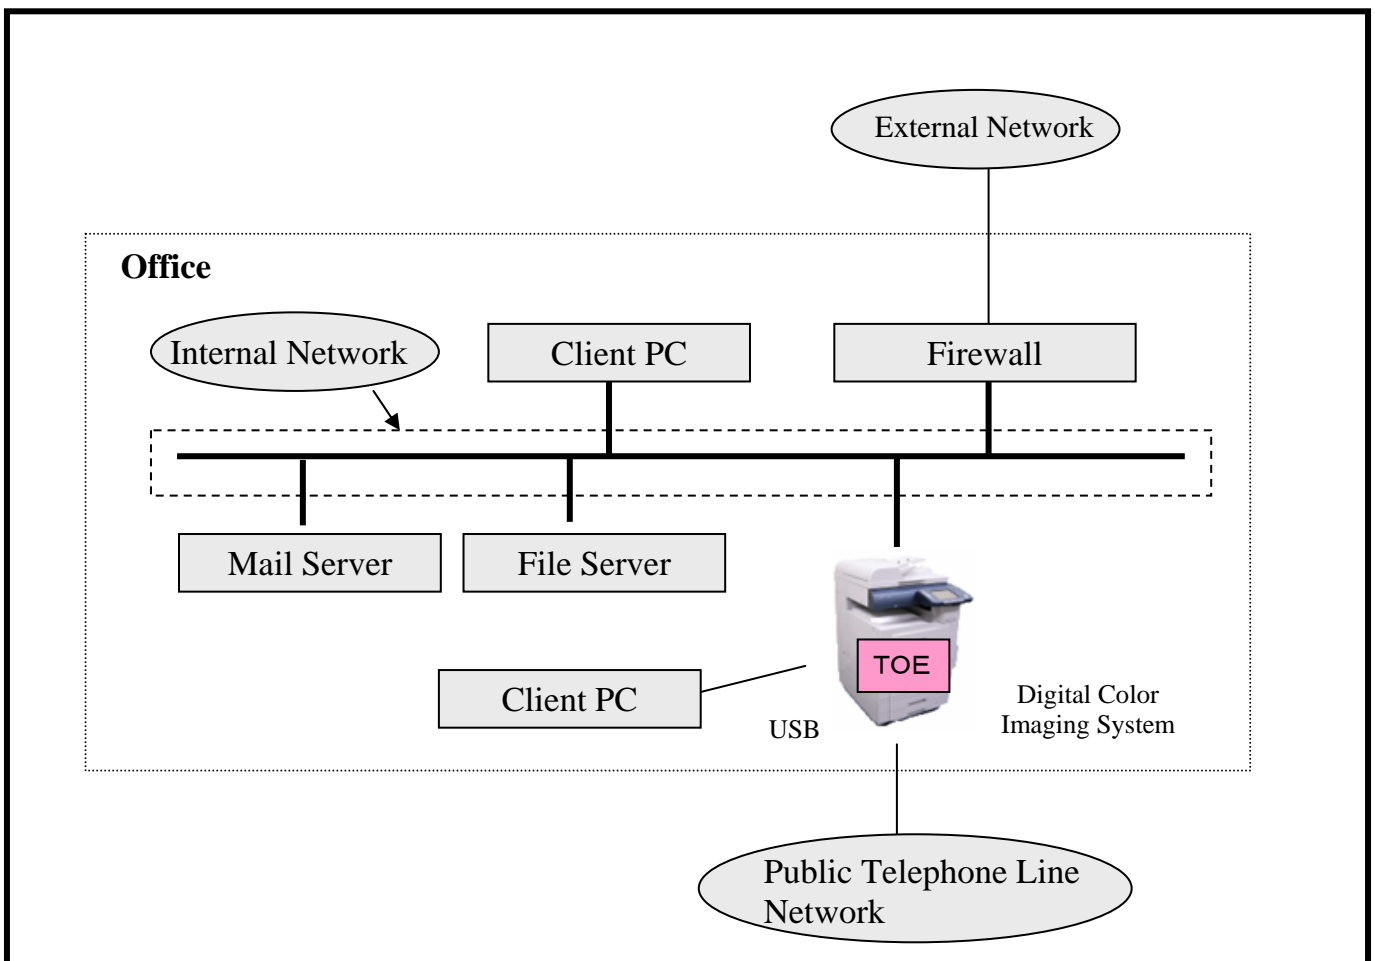 External Network
Office
Internal Network
Client PC
Firewall
Mail Server
File Server
TOE
Client PC
Digital Color
Imaging System
USB
Public Telephone Line
Network